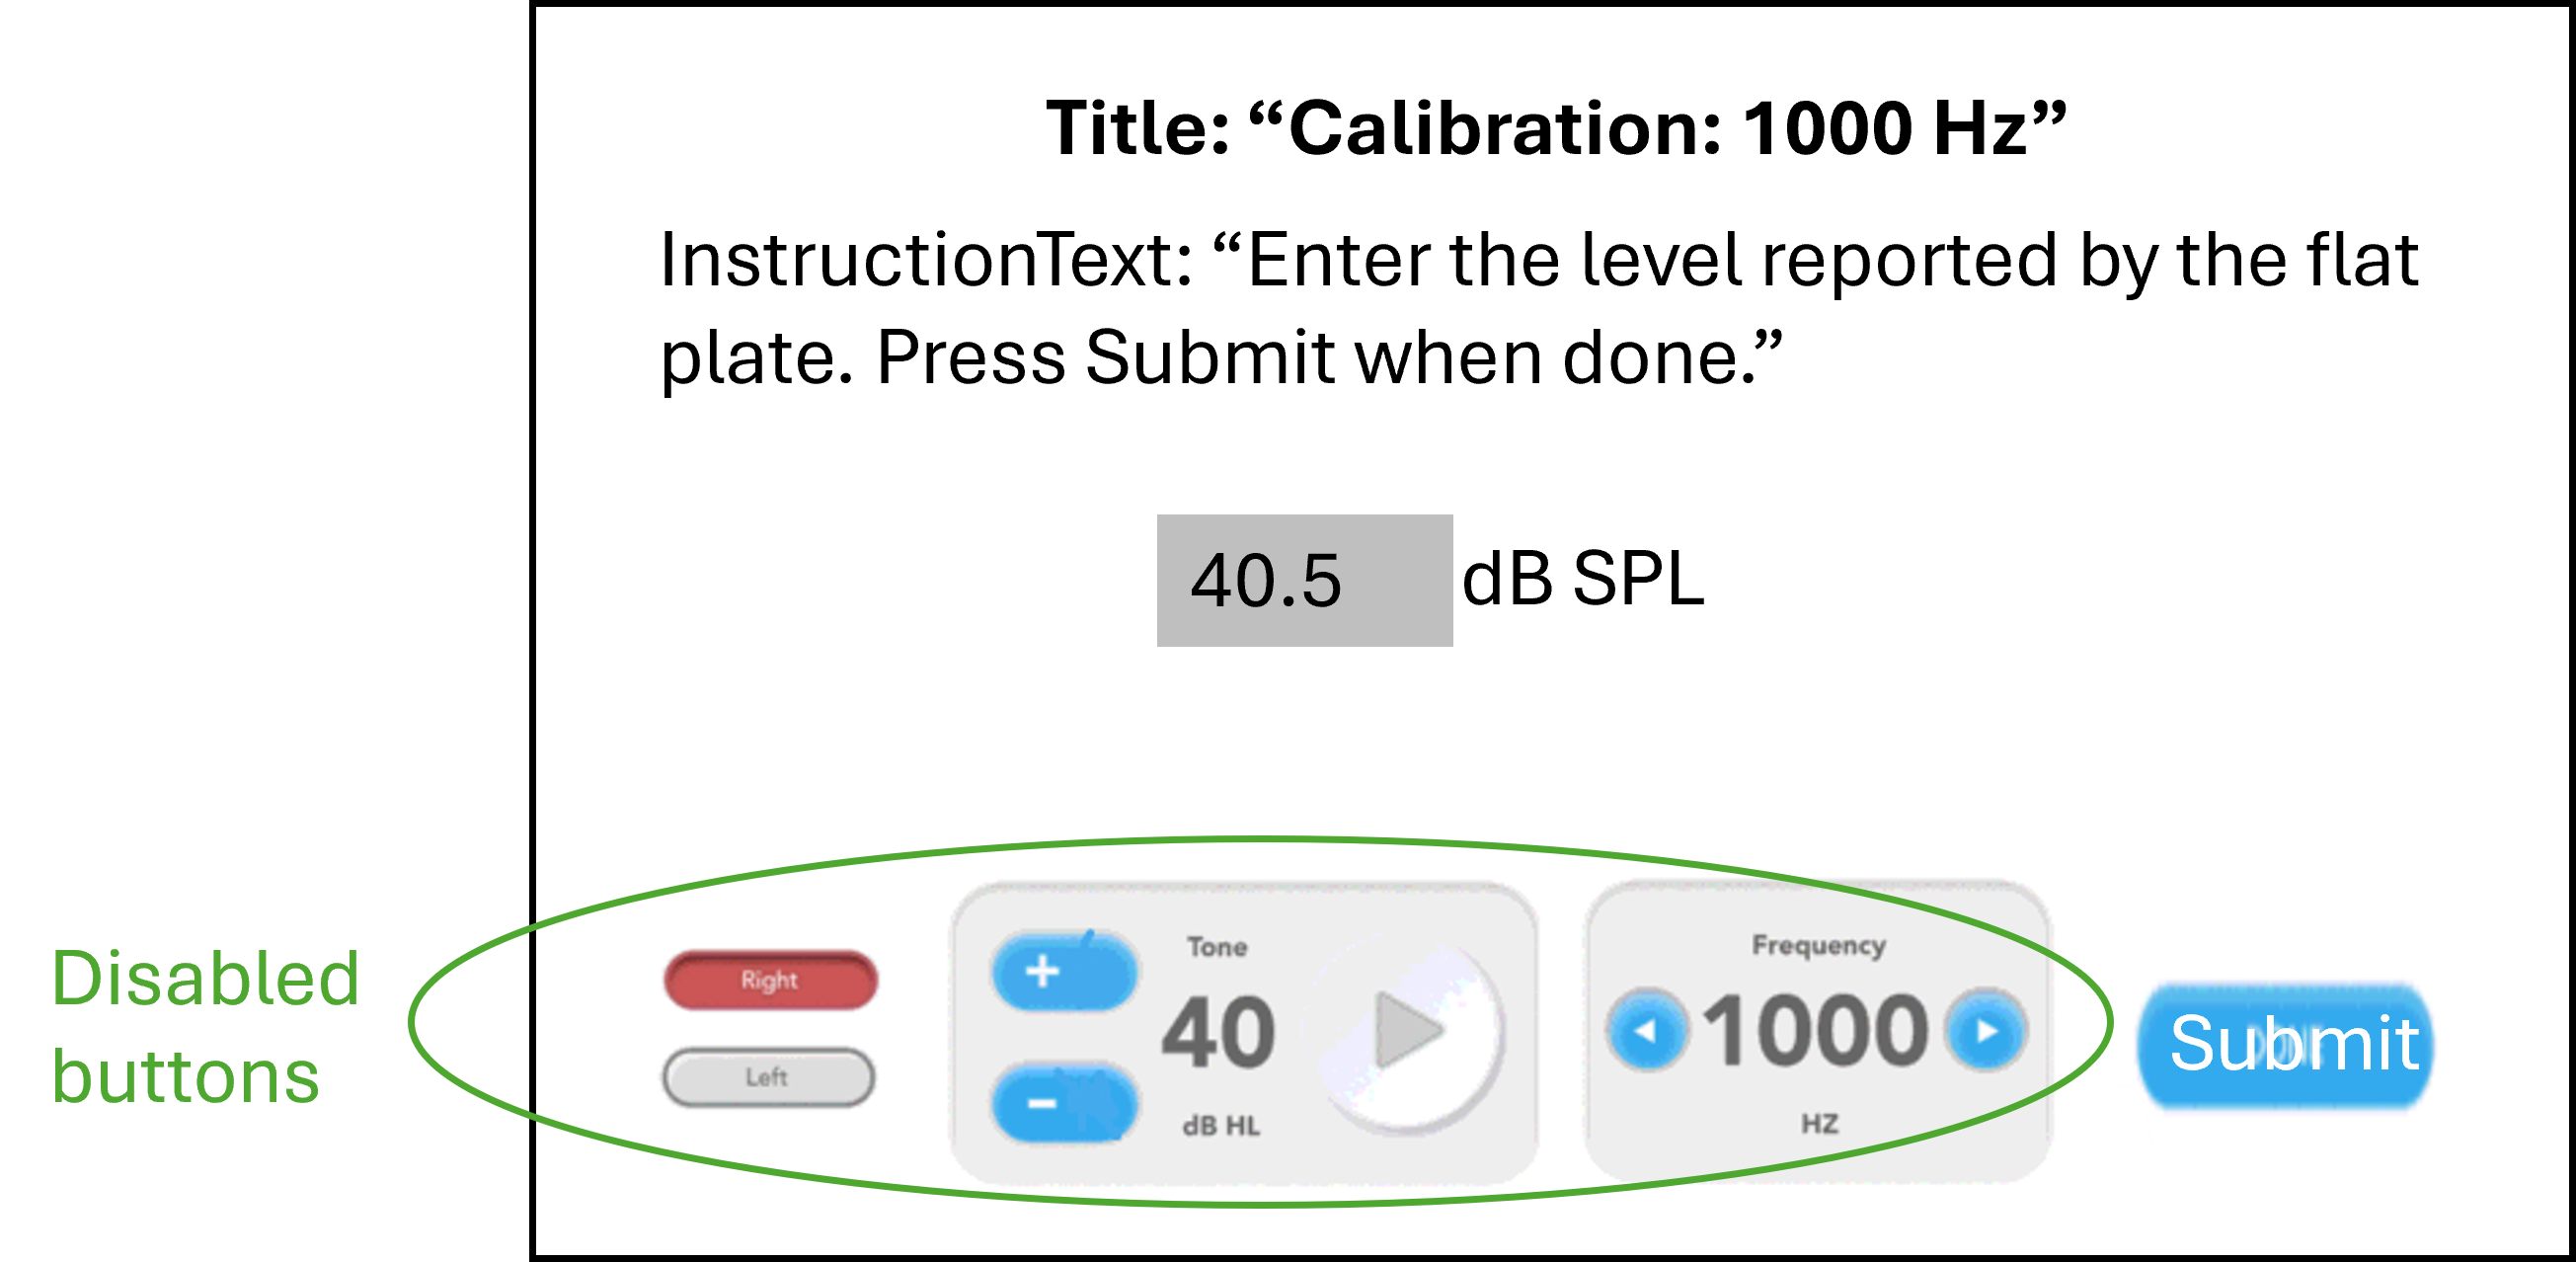 Title: “Calibration: 1000 Hz”
InstructionText: “Enter the level reported by the flat
plate. Press Submit when done.”
40.5 dB SPL
Disabled
buttons
Right
Left
+
-
Tone
40
dB HL
Frequency
1000
HZ
Submit